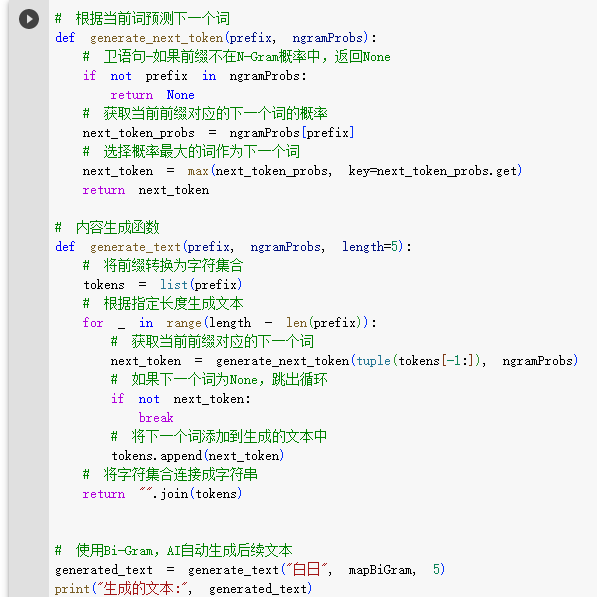 # 根据当前词预测下一个词
def generate_next_token(prefix, ngramProbs):
# 卫语句-如果前缀不在N-Gram概率中，返回None
if not prefix in ngramProbs:
return None
# 获取当前前缀对应的下一个词的概率
next_token_probs = ngramProbs[prefix]
# 选择概率最大的词作为下一个词
next_token = max(next_token_probs, key=next_token_probs.get)
return next_token
# 内容生成函数
def generate_text(prefix, ngramProbs, length=5):
# 将前缀转换为字符集合
tokens = list(prefix)
# 根据指定长度生成文本
for _ in range(length - len(prefix)):
# 获取当前前缀对应的下一个词
next_token = generate_next_token(tuple(tokens[-1:]), ngramProbs)
# 如果下一个词为None，跳出循环
if not next_token:
break
# 将下一个词添加到生成的文本中
tokens.append(next_token)
# 将字符集合连接成字符串
return "".join(tokens)
# 使用Bi-Gram，AI自动生成后续文本
generated_text = generate_text("白日", mapBiGram, 5)
print("生成的文本:", generated_text)